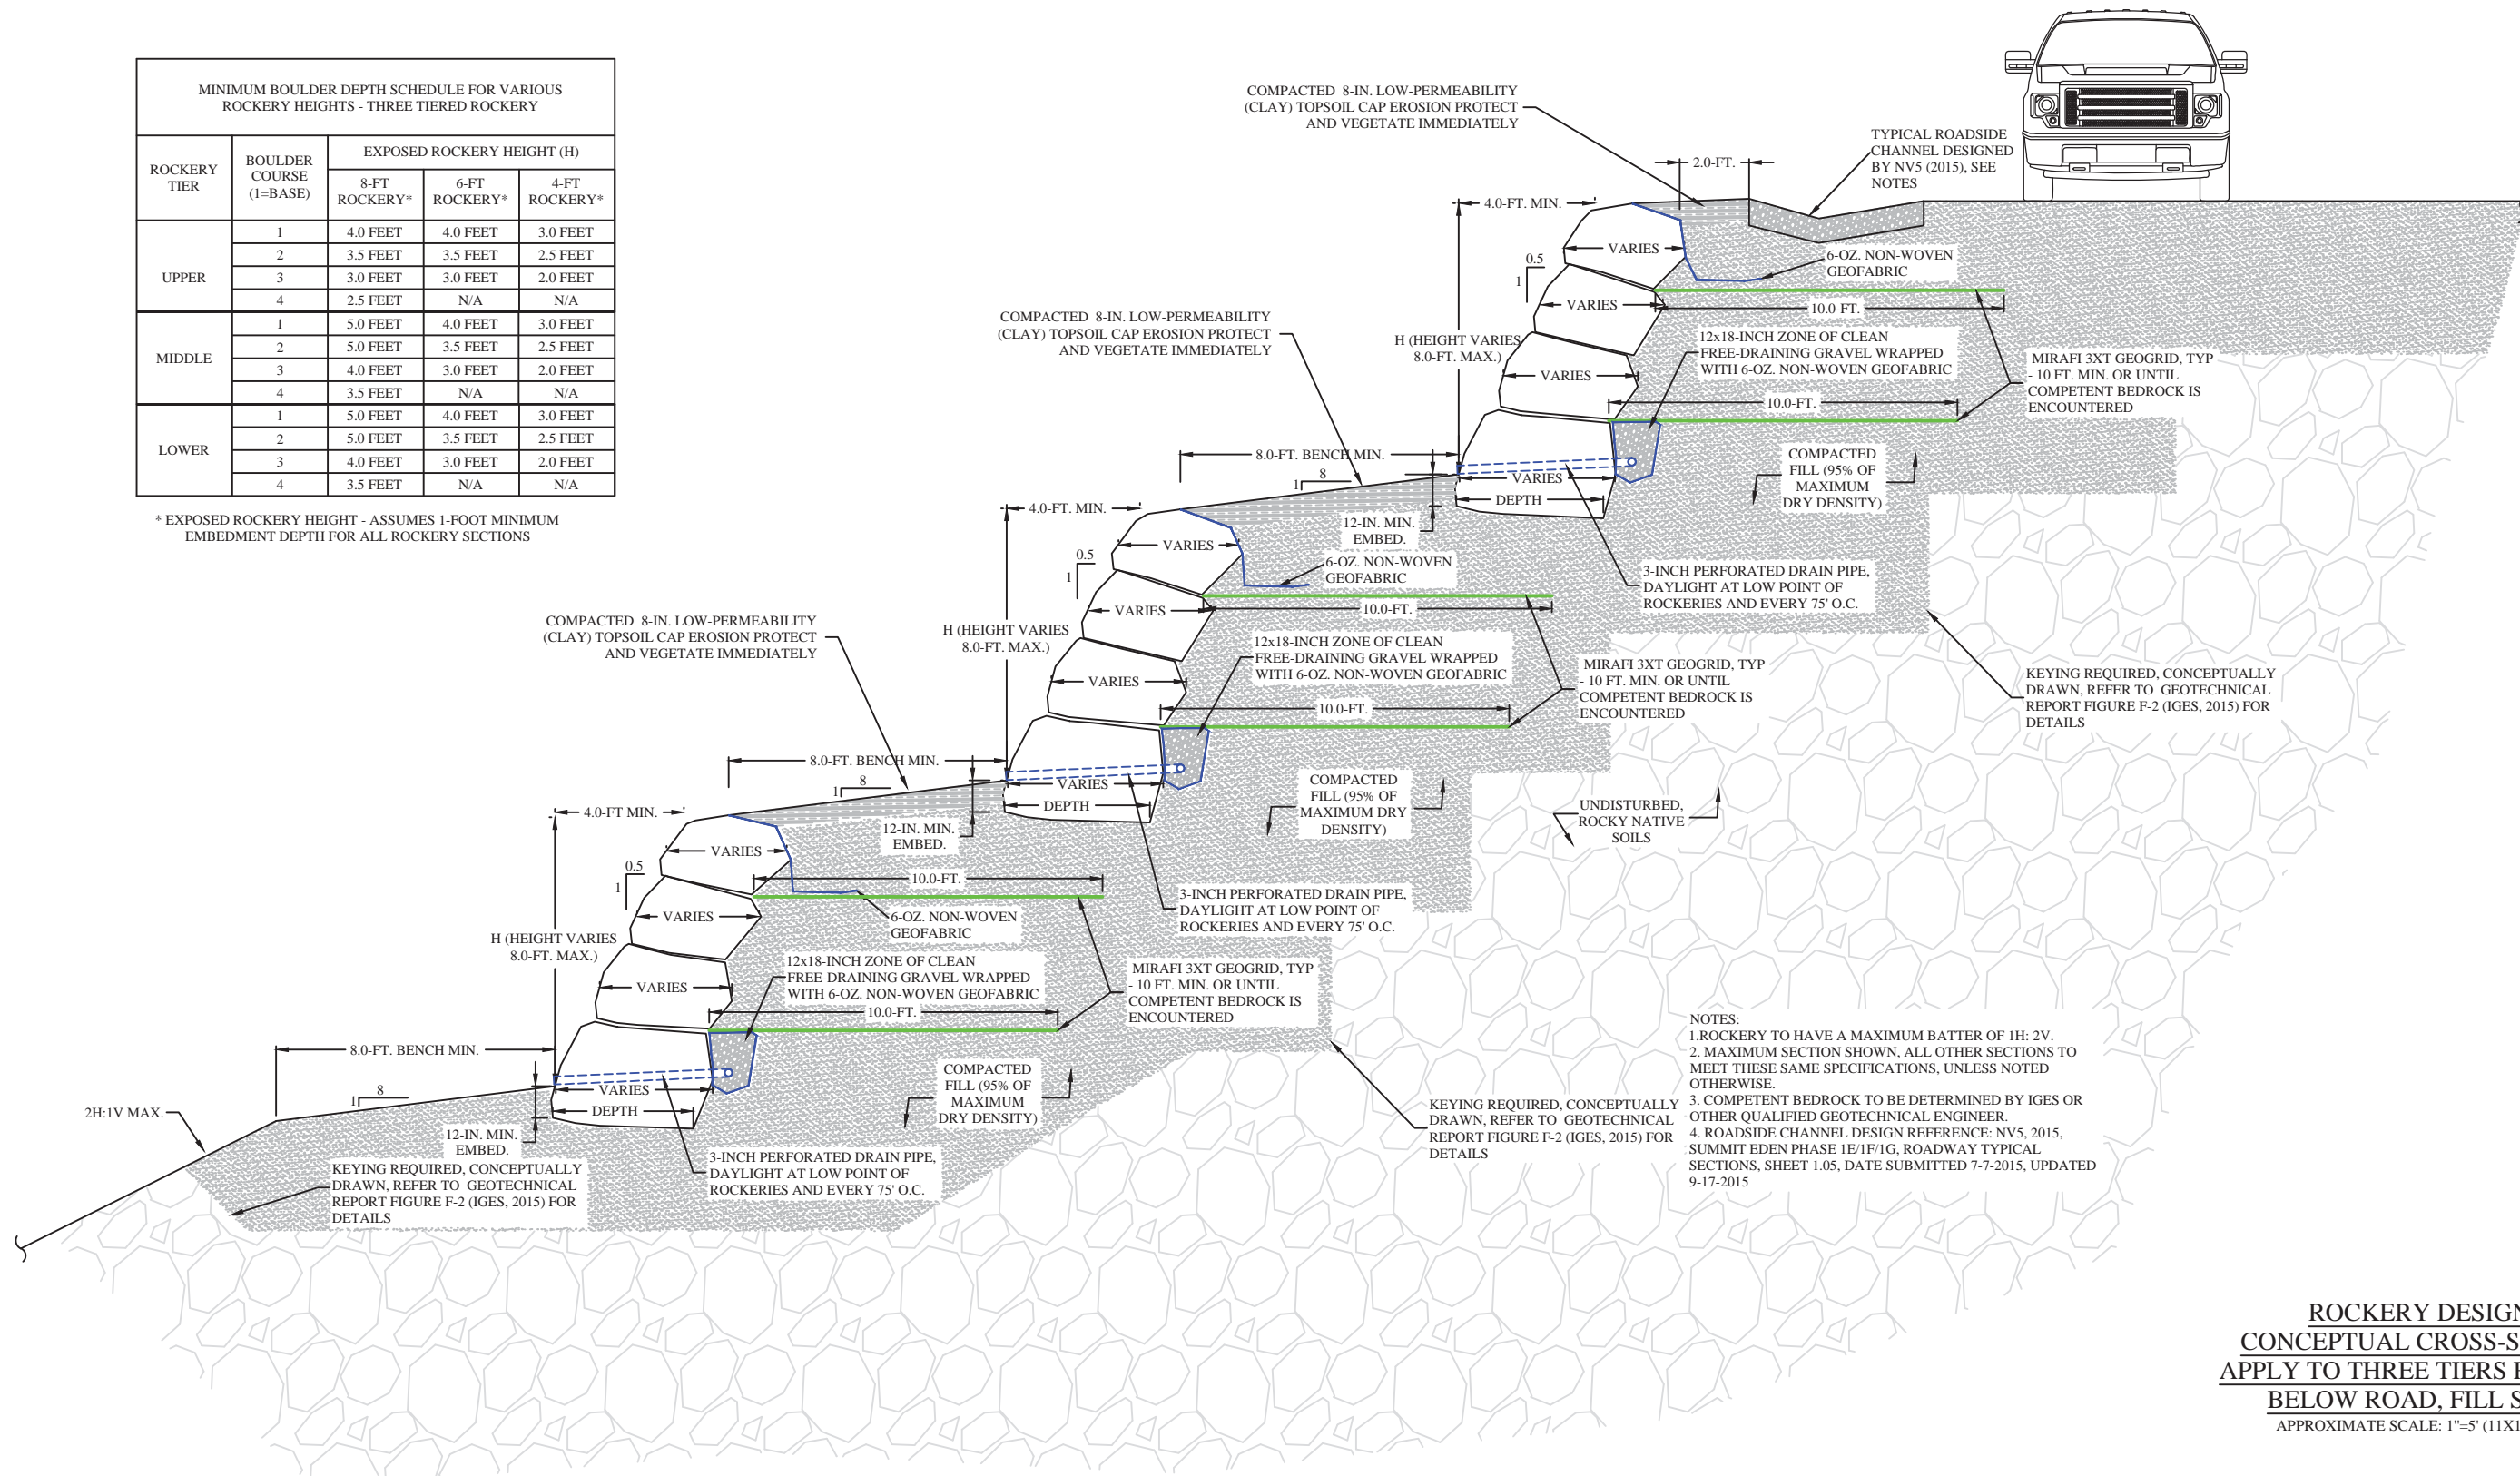 MINIMUM BOULDER DEPTH SCHEDULE FOR VARIOUS
ROCKERY HEIGHTS - THREE TIERED ROCKERY
ROCKERY
TIER
BOULDER
COURSE
(1=BASE)
EXPOSED ROCKERY HEIGHT (H)
8-FT
ROCKERY*
6-FT
ROCKERY*
4-FT
ROCKERY*
UPPER
1 4.0 FEET 4.0 FEET 3.0 FEET
2 3.5 FEET 3.5 FEET 2.5 FEET
3 3.0 FEET 3.0 FEET 2.0 FEET
4 2.5 FEET N/A N/A
MIDDLE
1 5.0 FEET 4.0 FEET 3.0 FEET
2 5.0 FEET 3.5 FEET 2.5 FEET
3 4.0 FEET 3.0 FEET 2.0 FEET
4 3.5 FEET N/A N/A
LOWER
1 5.0 FEET 4.0 FEET 3.0 FEET
2 5.0 FEET 3.5 FEET 2.5 FEET
3 4.0 FEET 3.0 FEET 2.0 FEET
4 3.5 FEET N/A N/A
* EXPOSED ROCKERY HEIGHT - ASSUMES 1-FOOT MINIMUM
EMBEDMENT DEPTH FOR ALL ROCKERY SECTIONS
COMPACTED 8-IN. LOW-PERMEABILITY
(CLAY) TOPSOIL CAP EROSION PROTECT
AND VEGETATE IMMEDIATELY
2.0-FT.
TYPICAL ROADSIDE
CHANNEL DESIGNED
BY NV5 (2015), SEE
NOTES
4.0-FT. MIN.
VARIES
0.5
1
6-OZ. NON-WOVEN
GEOFABRIC
VARIES
10.0-FT.
H (HEIGHT VARIES
8.0-FT. MAX.)
12x18-INCH ZONE OF CLEAN
FREE-DRAINING GRAVEL WRAPPED
WITH 6-OZ. NON-WOVEN GEOFABRIC
MIRAFI 3XT GEOGRID, TYP
- 10 FT. MIN. OR UNTIL
COMPETENT BEDROCK IS
ENCOUNTERED
VARIES
10.0-FT.
COMPACTED
FILL (95% OF
MAXIMUM
DRY DENSITY)
VARIES
DEPTH
3-INCH PERFORATED DRAIN PIPE,
DAYLIGHT AT LOW POINT OF
ROCKERIES AND EVERY 75' O.C.
KEYING REQUIRED, CONCEPTUALLY
DRAWN, REFER TO GEOTECHNICAL
REPORT FIGURE F-2 (IGES, 2015) FOR
DETAILS
COMPACTED 8-IN. LOW-PERMEABILITY
(CLAY) TOPSOIL CAP EROSION PROTECT
AND VEGETATE IMMEDIATELY
8.0-FT. BENCH MIN.
8
1
12-IN. MIN.
EMBED.
4.0-FT. MIN.
VARIES
0.5
1
6-OZ. NON-WOVEN
GEOFABRIC
VARIES
10.0-FT.
H (HEIGHT VARIES
8.0-FT. MAX.)
12x18-INCH ZONE OF CLEAN
FREE-DRAINING GRAVEL WRAPPED
WITH 6-OZ. NON-WOVEN GEOFABRIC
MIRAFI 3XT GEOGRID, TYP
- 10 FT. MIN. OR UNTIL
COMPETENT BEDROCK IS
ENCOUNTERED
VARIES
10.0-FT.
COMPACTED
FILL (95% OF
MAXIMUM DRY
DENSITY)
VARIES
DEPTH
UNDISTURBED,
ROCKY NATIVE
SOILS
3-INCH PERFORATED DRAIN PIPE,
DAYLIGHT AT LOW POINT OF
ROCKERIES AND EVERY 75' O.C.
COMPACTED 8-IN. LOW-PERMEABILITY
(CLAY) TOPSOIL CAP EROSION PROTECT
AND VEGETATE IMMEDIATELY
8.0-FT. BENCH MIN.
8
1
12-IN. MIN.
EMBED.
4.0-FT MIN.
VARIES
0.5
1
10.0-FT.
6-OZ. NON-WOVEN
GEOFABRIC
VARIES
H (HEIGHT VARIES
8.0-FT. MAX.)
12x18-INCH ZONE OF CLEAN
FREE-DRAINING GRAVEL WRAPPED
WITH 6-OZ. NON-WOVEN GEOFABRIC
MIRAFI 3XT GEOGRID, TYP
- 10 FT. MIN. OR UNTIL
COMPETENT BEDROCK IS
ENCOUNTERED
VARIES
10.0-FT.
COMPACTED
FILL (95% OF
MAXIMUM
DRY DENSITY)
VARIES
DEPTH
8.0-FT. BENCH MIN.
8
1
2H:1V MAX.
12-IN. MIN.
EMBED.
KEYING REQUIRED, CONCEPTUALLY
DRAWN, REFER TO GEOTECHNICAL
REPORT FIGURE F-2 (IGES, 2015) FOR
DETAILS
3-INCH PERFORATED DRAIN PIPE,
DAYLIGHT AT LOW POINT OF
ROCKERIES AND EVERY 75' O.C.
KEYING REQUIRED, CONCEPTUALLY
DRAWN, REFER TO GEOTECHNICAL
REPORT FIGURE F-2 (IGES, 2015) FOR
DETAILS
NOTES:
1.ROCKERY TO HAVE A MAXIMUM BATTER OF 1H: 2V.
2. MAXIMUM SECTION SHOWN, ALL OTHER SECTIONS TO
MEET THESE SAME SPECIFICATIONS, UNLESS NOTED
OTHERWISE.
3. COMPETENT BEDROCK TO BE DETERMINED BY IGES OR
OTHER QUALIFIED GEOTECHNICAL ENGINEER.
4. ROADSIDE CHANNEL DESIGN REFERENCE: NV5, 2015,
SUMMIT EDEN PHASE 1E/1F/1G, ROADWAY TYPICAL
SECTIONS, SHEET 1.05, DATE SUBMITTED 7-7-2015, UPDATED
9-17-2015
ROCKERY DESIGN
CONCEPTUAL CROSS-S
APPLY TO THREE TIERS
BELOW ROAD, FILL S
APPROXIMATE SCALE: 1"=5' (11X1